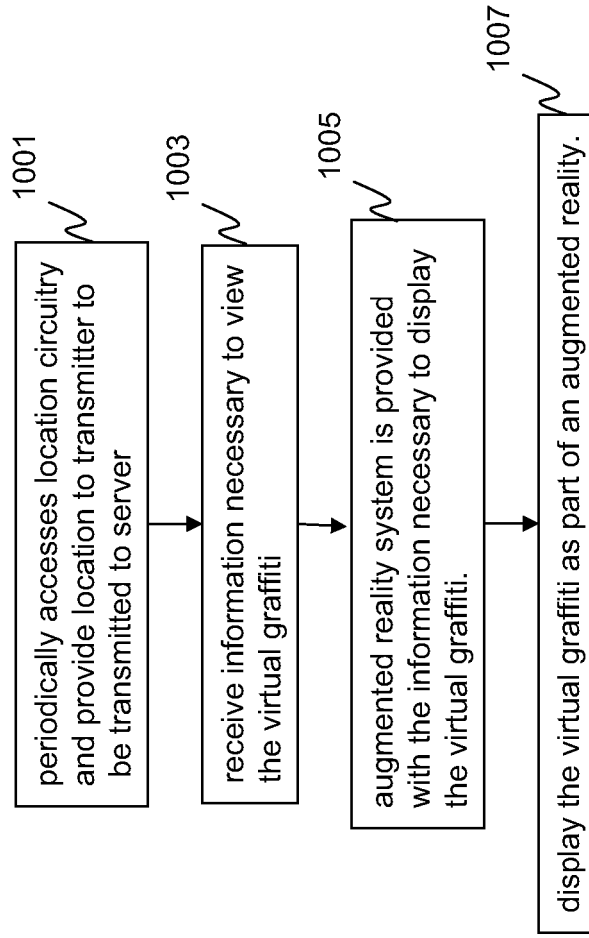 1001
periodically accesses location circuitry
and provide location to transmitter to
be transmitted to server
1003
receive information necessary to view
the virtual graffiti
1005
augmented reality system is provided
with the information necessary to display
the virtual graffiti.
1007
display the virtual graffiti as part of an augmented reality.